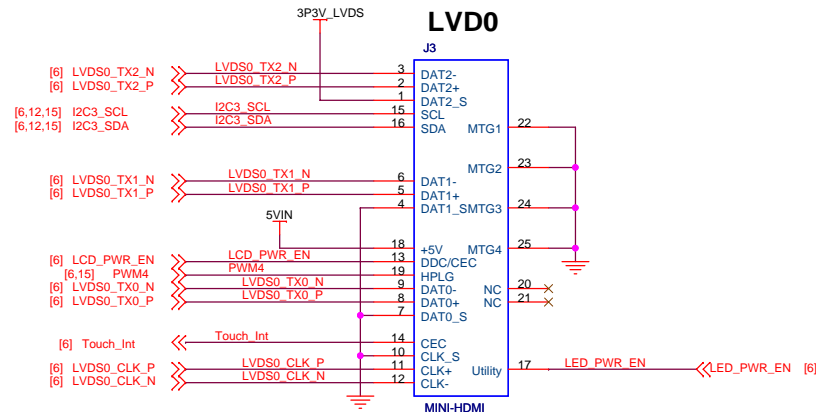 LVD0
3P3V_LVDS
J3
[6] LVDS0_TX2_N LVDS0_TX2_N 3 DAT2-
[6] LVDS0_TX2_P LVDS0_TX2_P 2 DAT2+
1 DAT2_S
[6,12,15] I2C3_SCL I2C3_SCL 15 SCL
[6,12,15] I2C3_SDA I2C3_SDA 16 SDA MTG1 22
MTG2 23
[6] LVDS0_TX1_N LVDS0_TX1_N 6 DAT1-
[6] LVDS0_TX1_P LVDS0_TX1_P 5 DAT1+
4 DAT1_S MTG3 24
5VIN
18 +5V MTG4 25
[6] LCD_PWR_EN LCD_PWR_EN 13 DDC/CEC
[6,15] PWM4 PWM4 19 HPLG
[6] LVDS0_TX0_N LVDS0_TX0_N 9 DAT0- NC 20
[6] LVDS0_TX0_P LVDS0_TX0_P 8 DAT0+ NC 21
7 DAT0_S
[6] Touch_Int Touch_Int 14 CEC
10 CLK_S
[6] LVDS0_CLK_P LVDS0_CLK_P 11 CLK+ Utility 17 LED_PWR_EN LED_PWR_EN [6]
[6] LVDS0_CLK_N LVDS0_CLK_N 12 CLK-
MINI-HDMI